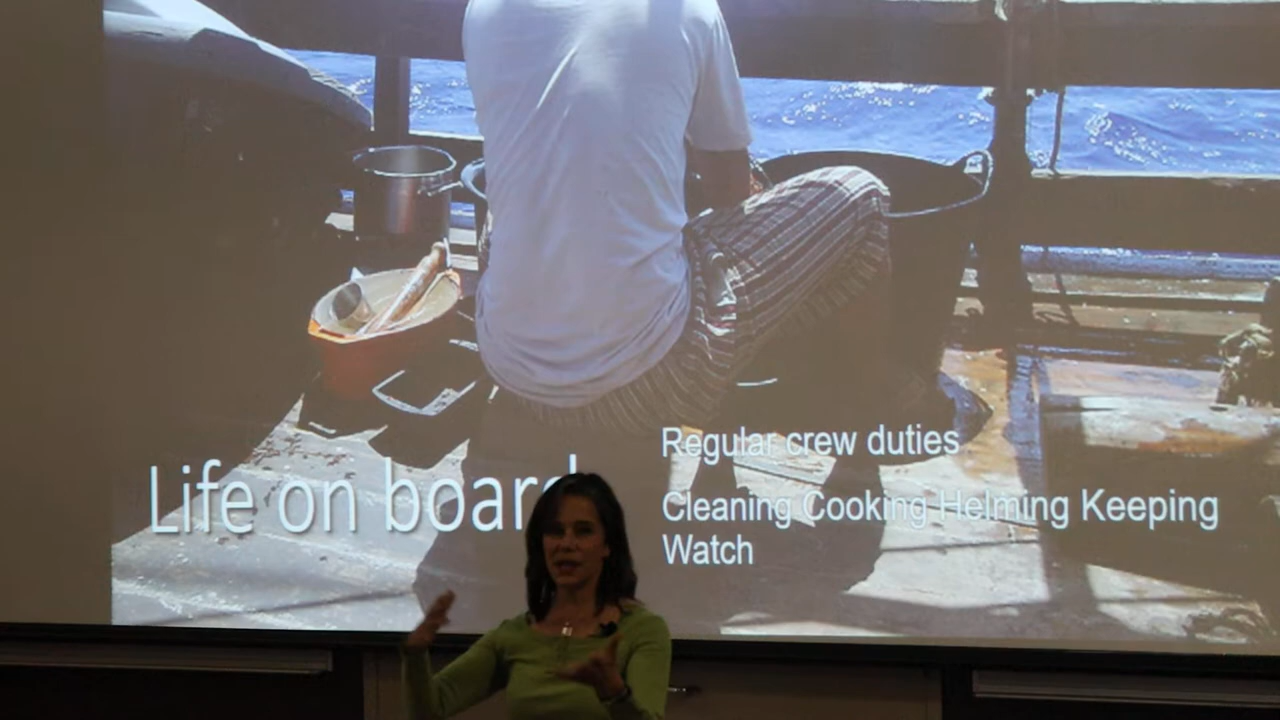 Life on board
Regular crew duties
Cleaning Cooking Helming Keeping
Watch